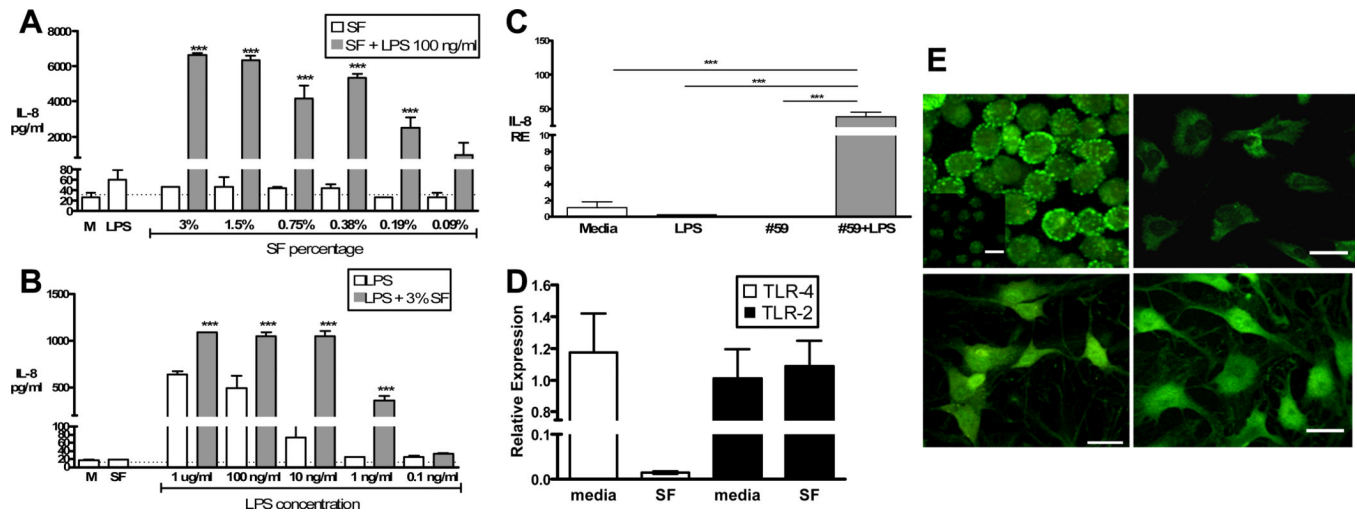 A
SF
SF + LPS 100 ng/ml
8000
6000
4000
2000
80
60
40
20
0
IL-8
pg/ml
*** *** *** *** ***
M LPS 3% 1.5% 0.75% 0.38% 0.19% 0.09%
SF percentage
B
LPS
LPS + 3% SF
1500
1000
500
100
80
60
40
20
0
IL-8
pg/ml
*** *** *** ***
M SF 1 ug/ml 100 ng/ml 10 ng/ml 1 ng/ml 0.1 ng/ml
LPS concentration
C
150
100
50
10
8
6
4
2
0
IL-8
RE
***
***
***
Media LPS #59 #59+LPS
D
TLR-4
TLR-2
1.6
1.4
1.2
1.0
0.8
0.6
0.4
0.1
0.0
Relative Expression
media SF media SF
E